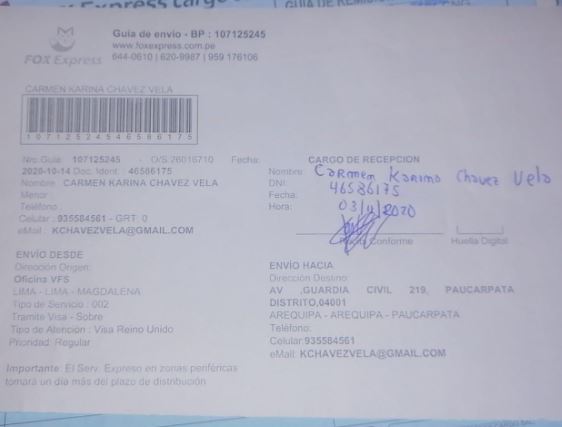 Guia de envio - BP : 107125245
www.foxexpress.com.pe
644-0610 | 620-9987 | 959 176106
FOX Express
CARMEN KARINA CHAVEZ VELA
10712524546586175
Nro.Guia: 107125245 - O/S 26016710 Fecha:
2020-10-14 Doc. Ident: 46586175
Nombre: CARMEN KARINA CHAVEZ VELA
Menor:
Teléfono:
Celular : 935584561 - GRT: 0
eMail : KCHAVEZVELA@GMAIL.COM
CARGO DE RECEPCION
Nombre: Carmen Karina Chavez Vela
DNI: 46586175
Fecha: 03/11/2020
Hora:
Conforme
Huella Digital
ENVÍO DESDE
Dirección Origen:
Oficina VFS
LIMA - LIMA - MAGDALENA
Tipo de Servicio : 002
Tramite Visa - Sobre
Tipo de Atención : Visa Reino Unido
Prioridad: Regular
ENVÍO HACIA
Dirección Destino:
AV .GUARDIA CIVIL 219, PAUCARPATA
DISTRITO,04001
AREQUIPA - AREQUIPA - PAUCARPATA
Teléfono:
Celular:935584561
eMail: KCHAVEZVELA@GMAIL.COM
Importante: El Serv. Expreso en zonas periféricas
tomará un día más del plazo de distribución